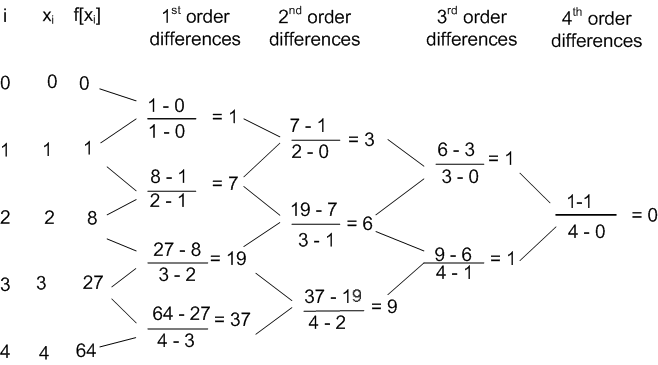 i xᵢ f[xᵢ] 1ˢᵗ order differences 2ⁿᵈ order differences 3ʳᵈ order differences 4ᵗʰ order differences
0 0 0
1 - 0
1 - 0
= 1
7 - 1
2 - 0
= 3
1 1 1
6 - 3
3 - 0
= 1
8 - 1
2 - 1
= 7
2 2 8
19 - 7
3 - 1
= 6
1-1
4 - 0
= 0
27 - 8
3 - 2
= 19
9 - 6
4 - 1
= 1
3 3 27
37 - 19
4 - 2
= 9
64 - 27
4 - 3
= 37
4 4 64